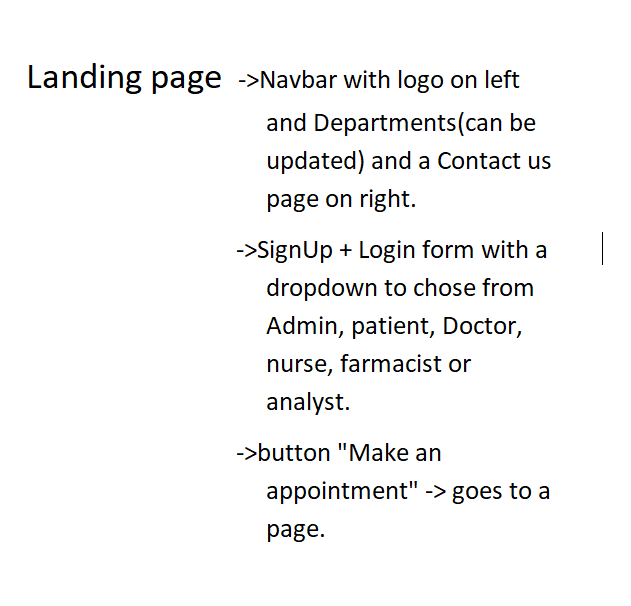 Landing page ->Navbar with logo on left
and Departments(can be
updated) and a Contact us
page on right.
->SignUp + Login form with a
dropdown to chose from
Admin, patient, Doctor,
nurse, farmacist or
analyst.
->button "Make an
appointment" -> goes to a
page.